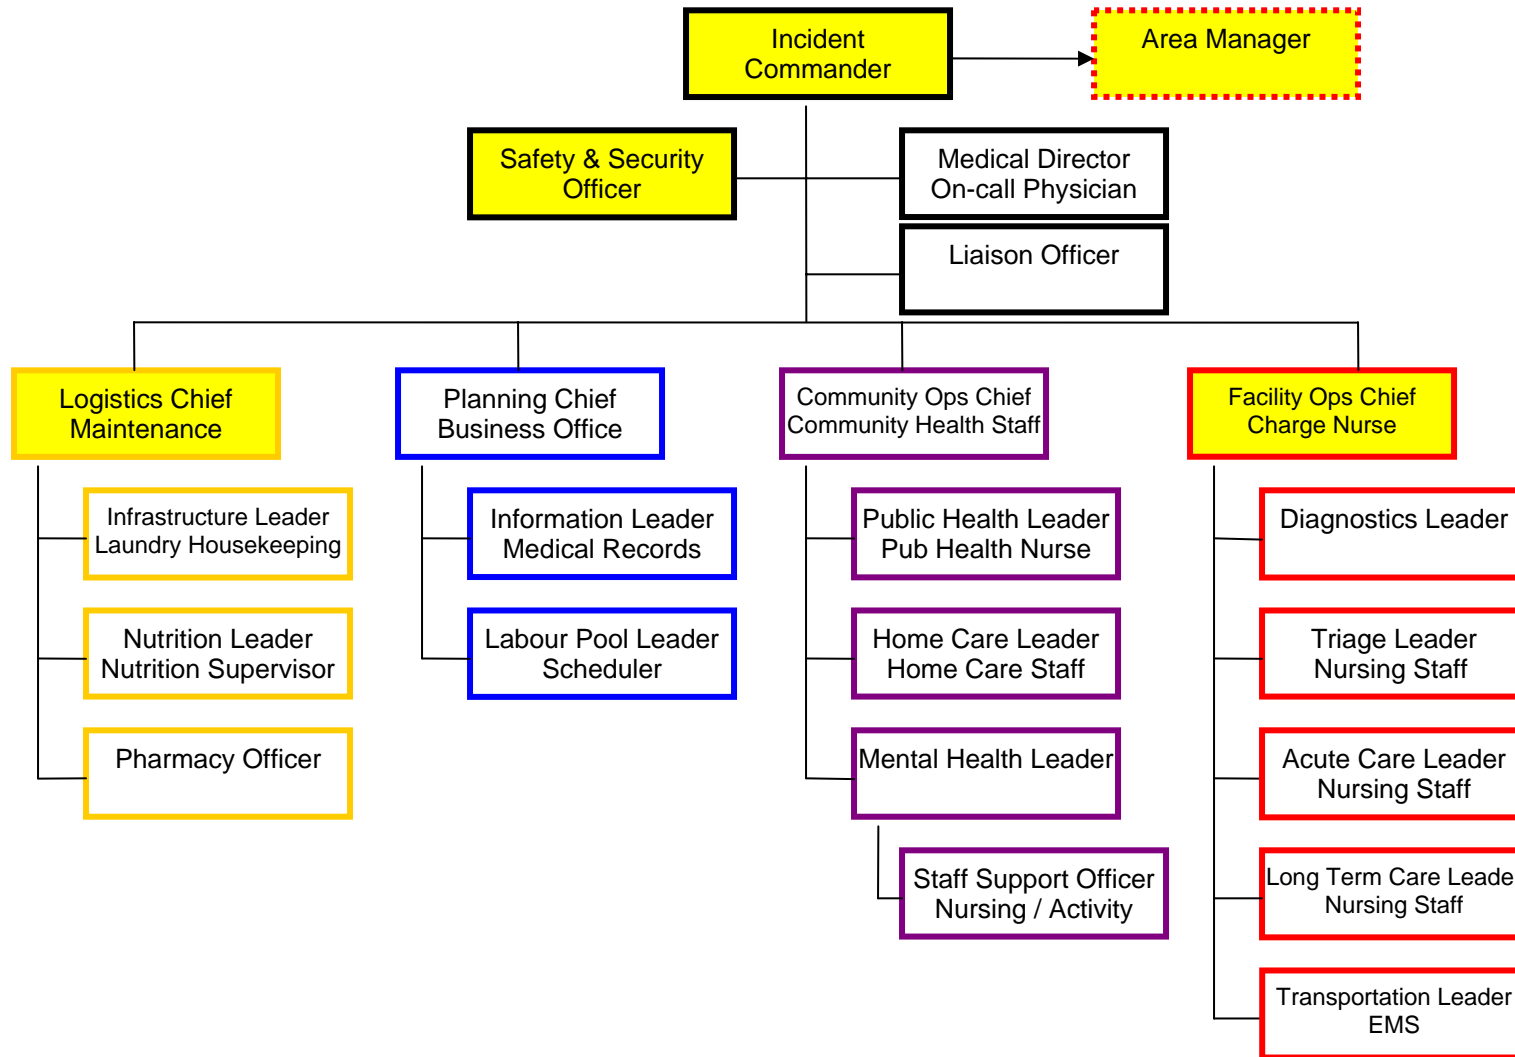 Incident
Commander
Area Manager
Safety & Security
Officer
Medical Director
On-call Physician
Liaison Officer
Logistics Chief
Maintenance
Planning Chief
Business Office
Community Ops Chief
Community Health Staff
Facility Ops Chief
Charge Nurse
Infrastructure Leader
Laundry Housekeeping
Information Leader
Medical Records
Public Health Leader
Pub Health Nurse
Diagnostics Leader
Nutrition Leader
Nutrition Supervisor
Labour Pool Leader
Scheduler
Home Care Leader
Home Care Staff
Triage Leader
Nursing Staff
Pharmacy Officer
Mental Health Leader
Acute Care Leader
Nursing Staff
Staff Support Officer
Nursing / Activity
Long Term Care Leade
Nursing Staff
Transportation Leader
EMS